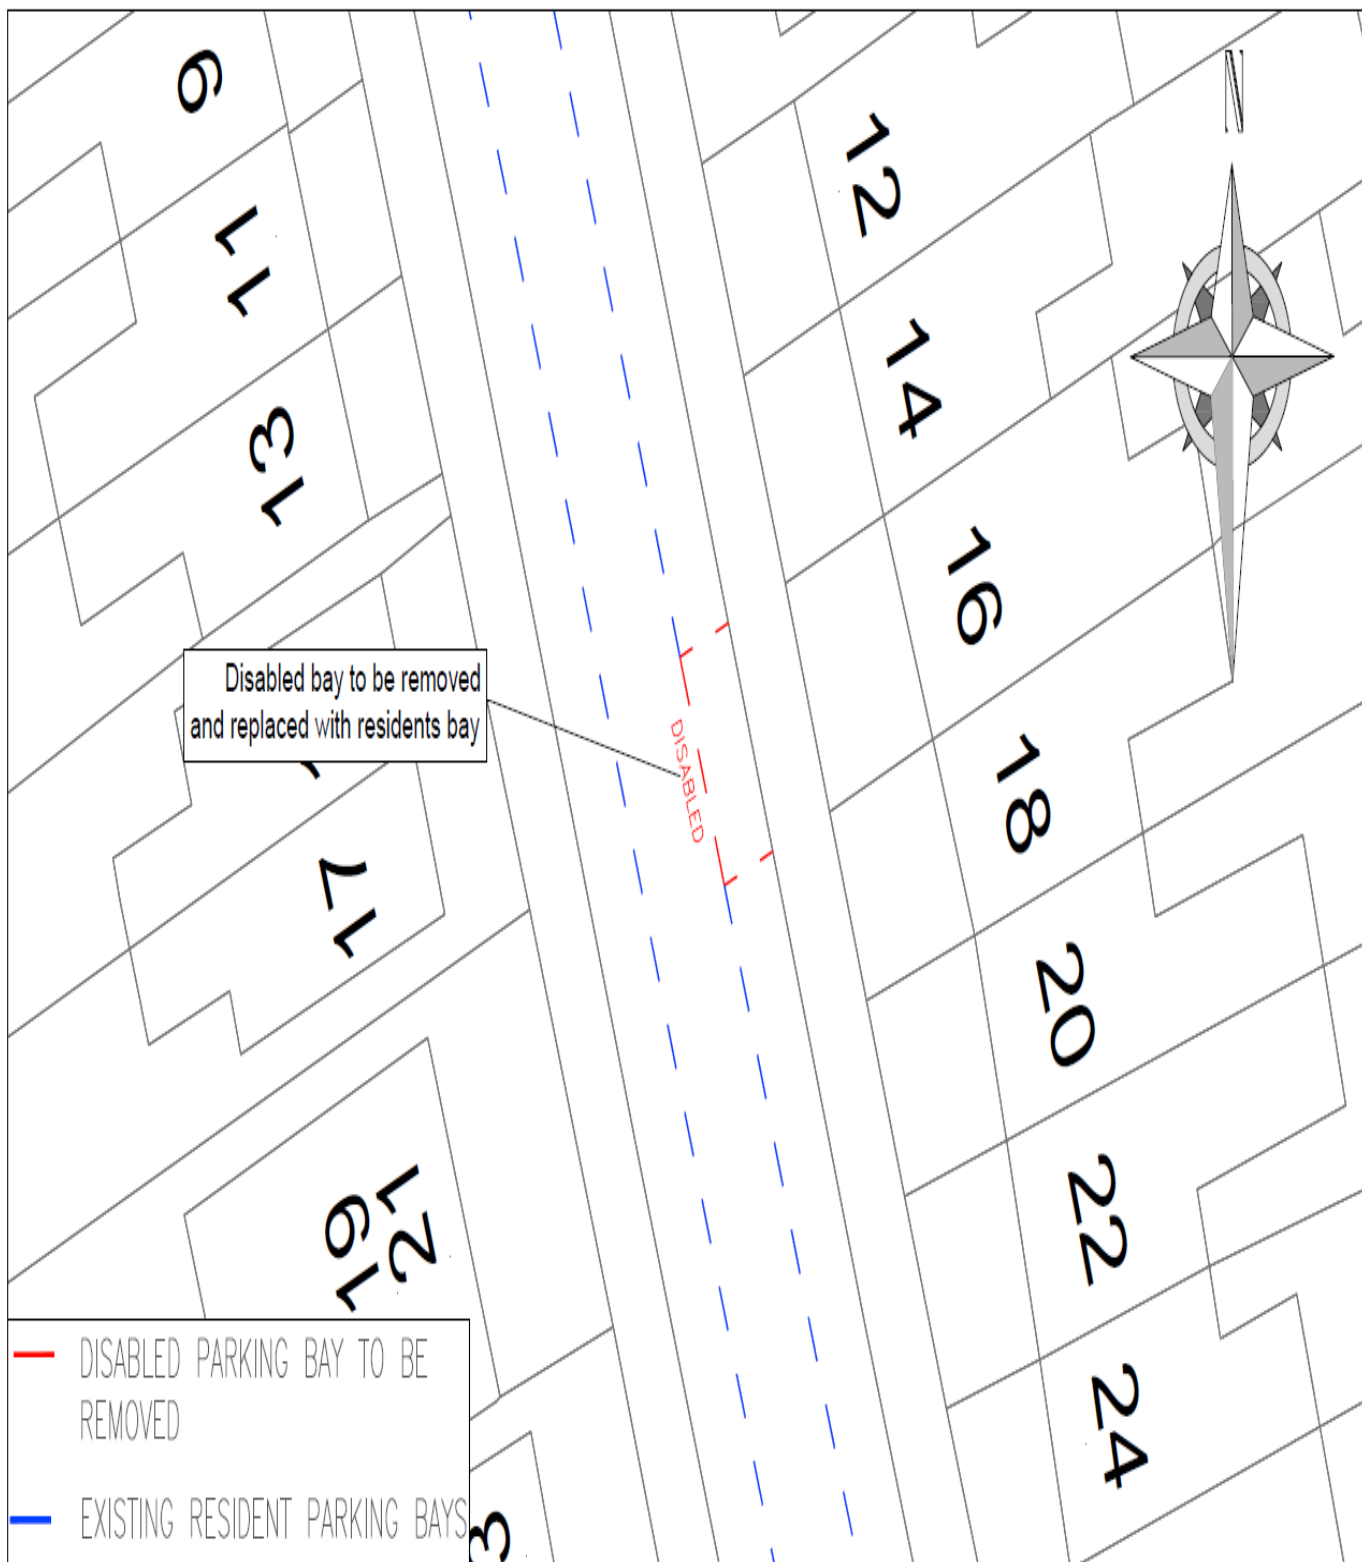 N
9
12
11
14
13
16
Disabled bay to be removed
and replaced with residents bay
DISABLED
18
17
20
22
21
19
24
3
DISABLED PARKING BAY TO BE
REMOVED
EXISTING RESIDENT PARKING BAYS